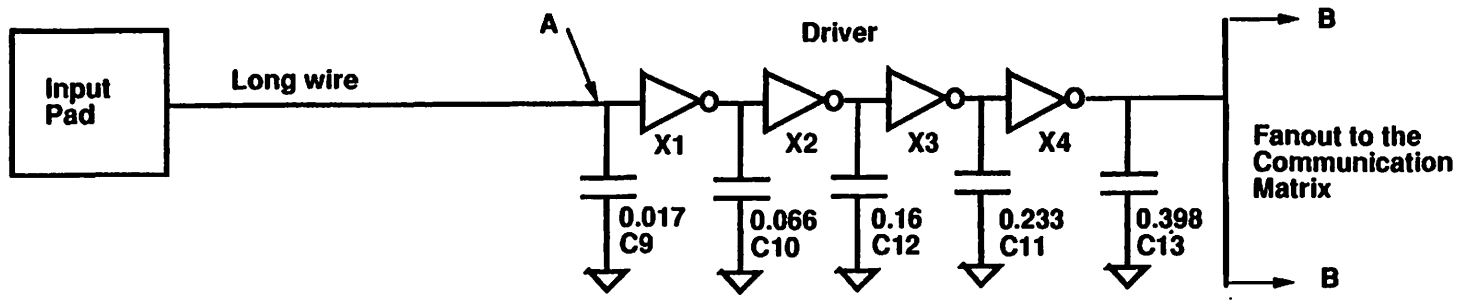 A
B
Driver
Input
Pad
Long wire
X1
X2
X3
X4
Fanout to the
Communication
Matrix
0.017
C9
0.066
C10
0.16
C12
0.233
C11
0.398
C13
B